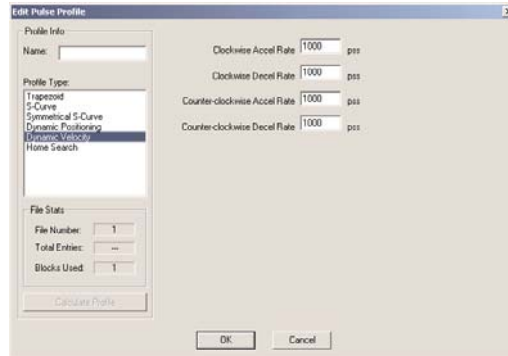 Edit Pulse Profile
Profile Info
Name:
Profile Type:
Trapezoid
S-Curve
Symmetrical S-Curve
Dynamic Positioning
Dynamic Velocity
Home Search
File Stats
File Number: 1
Total Entries: ---
Blocks Used: 1
Calculate Profile
Clockwise Accel Rate 1000 pss
Clockwise Decel Rate 1000 pss
Counter-clockwise Accel Rate 1000 pss
Counter-clockwise Decel Rate 1000 pss
OK Cancel